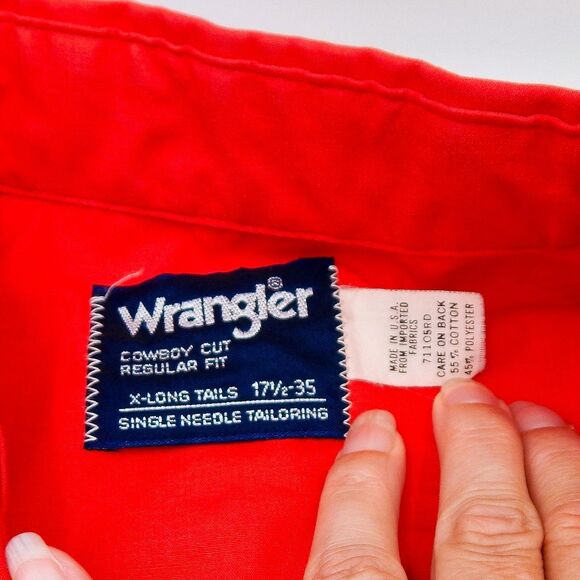 Wrangler®
COWBOY CUT
REGULAR FIT
X-LONG TAILS 17½-35
SINGLE NEEDLE TAILORING
MADE IN U.S.A.
FROM IMPORTED
FABRICS
71105RD
CARE ON BACK
55% COTTON
45% POLYESTER